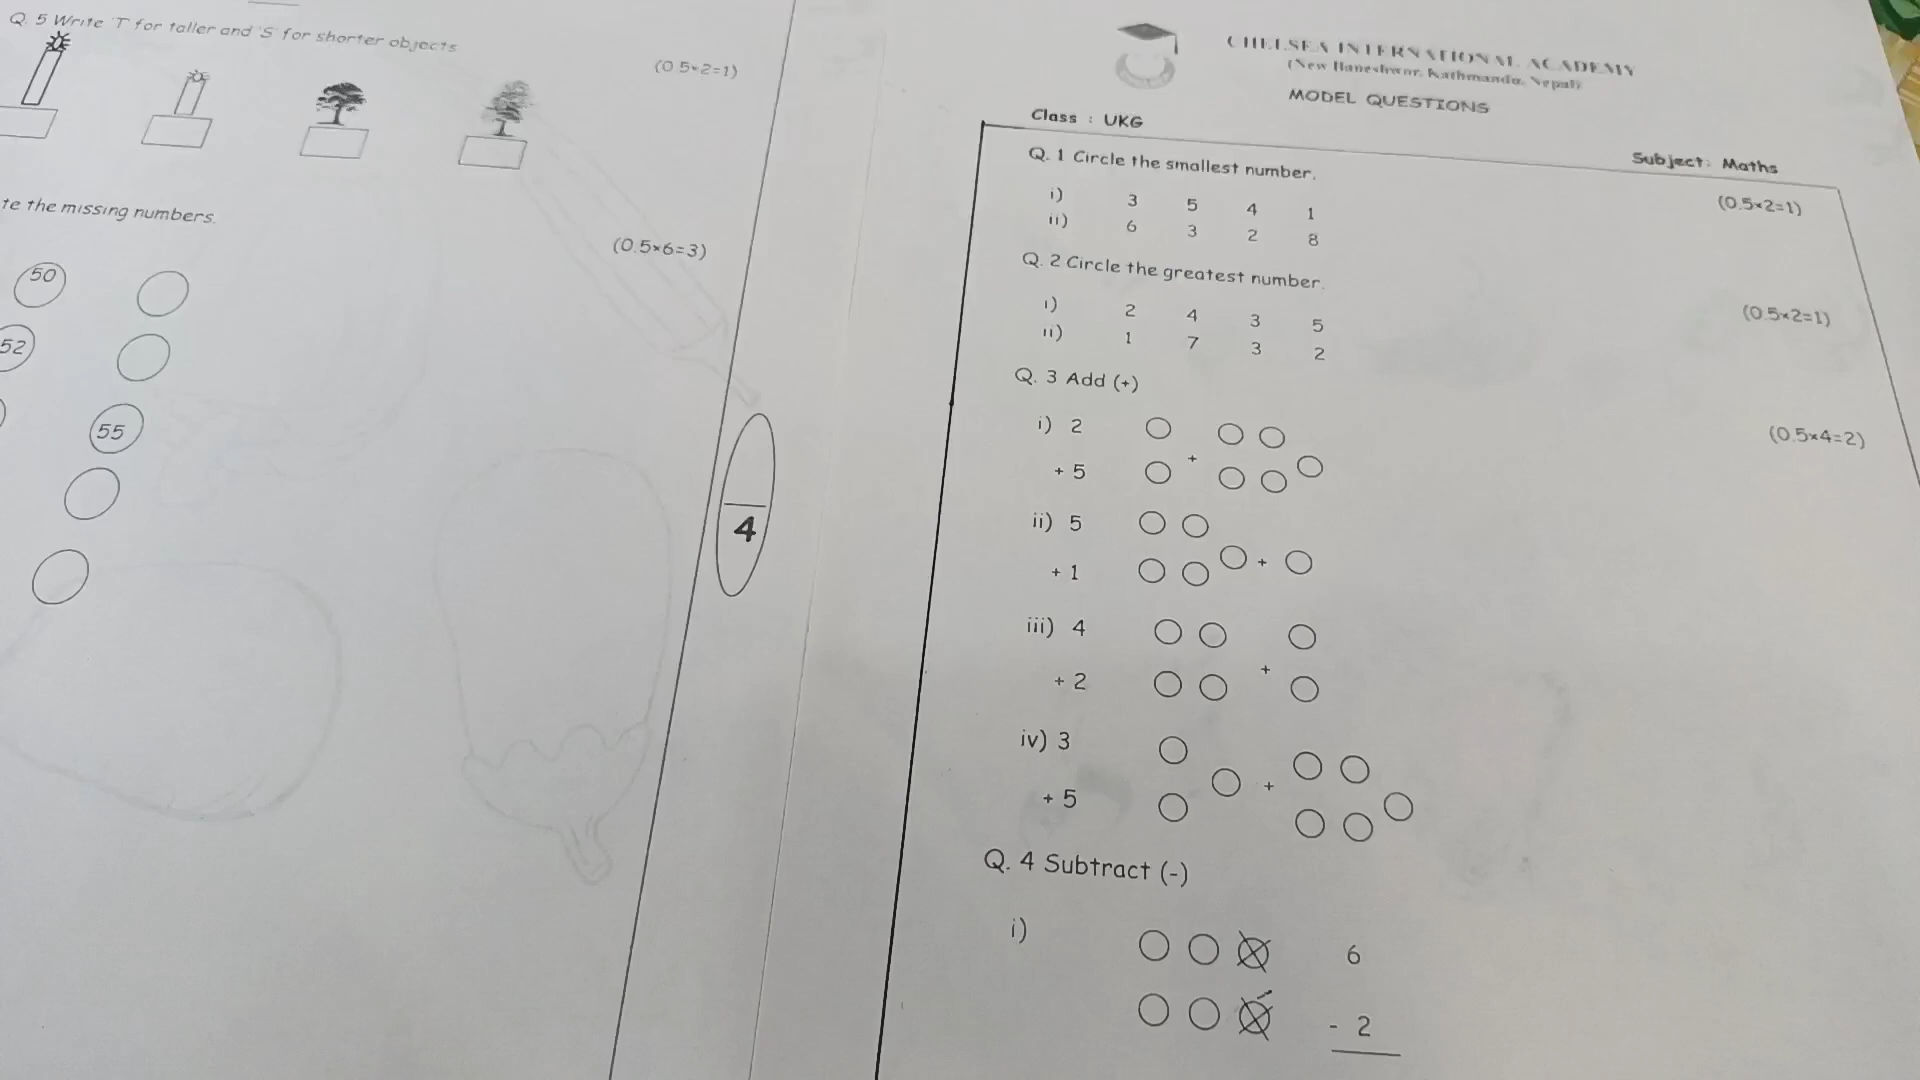 Q. 5 Write 'T' for taller and 'S' for shorter objects
(0.5×2=1)
te the missing numbers.
(0.5×6=3)
50
52
55
4
CHELSEA INTERNATIONAL ACADEMY
(New Baneshwor, Kathmandu, Nepal)
MODEL QUESTIONS
Class : UKG
Subject: Maths
Q. 1 Circle the smallest number.
(0.5×2=1)
i) 3 5 4 1
ii) 6 3 2 8
Q. 2 Circle the greatest number.
(0.5×2=1)
i) 2 4 3 5
ii) 1 7 3 2
Q. 3 Add (+)
(0.5×4=2)
i) 2
+
+ 5
ii) 5
+
+ 1
iii) 4
+
+ 2
iv) 3
+
+ 5
Q. 4 Subtract (-)
i)
6
- 2